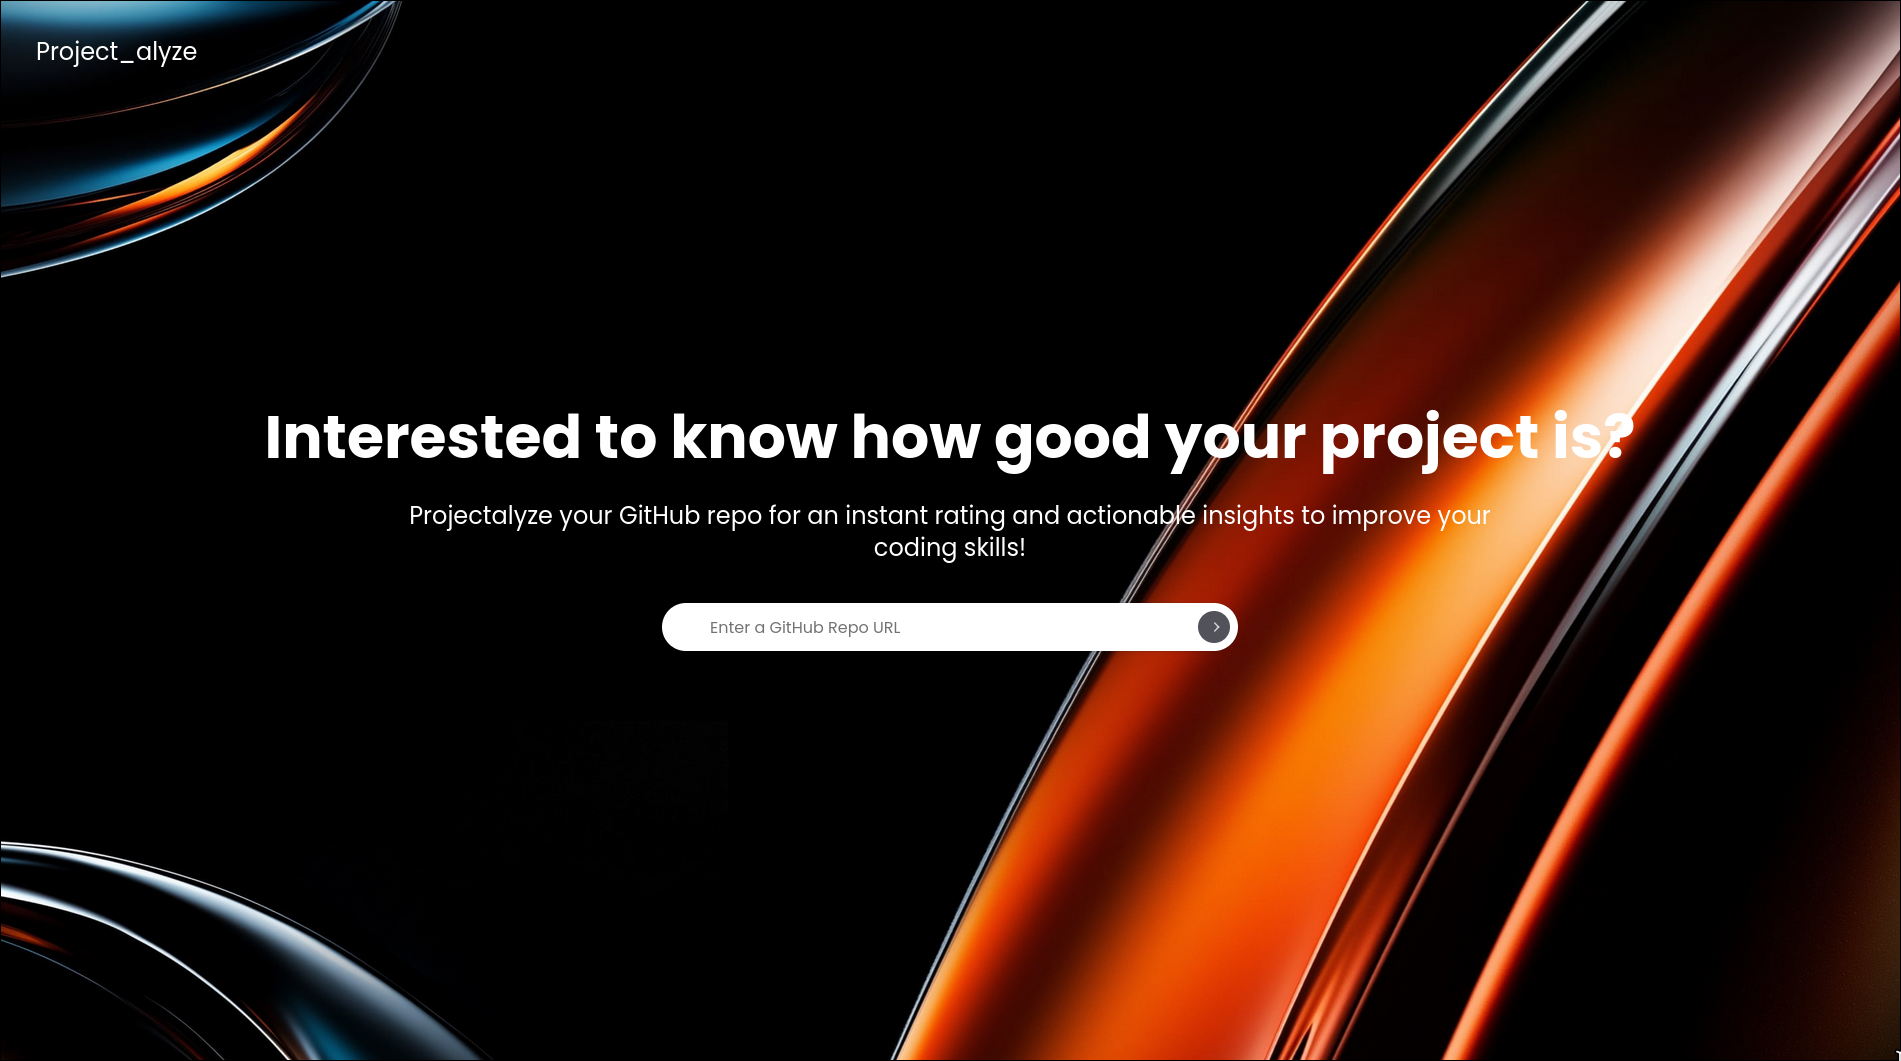 Project_alyze
Interested to know how good your project is?
Projectalyze your GitHub repo for an instant rating and actionable insights to improve your
coding skills!
Enter a GitHub Repo URL